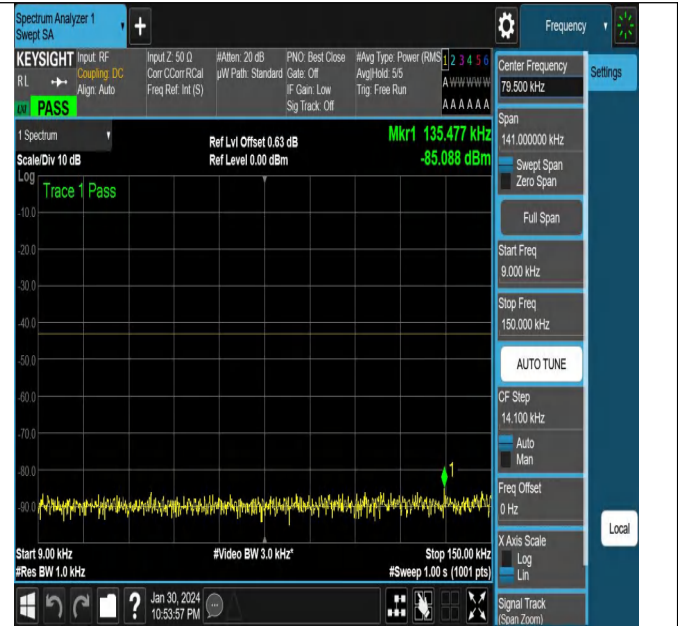 Spectrum Analyzer 1
Swept SA
+
Frequency
KEYSIGHT
RL
PASS
Input: RF
Coupling: DC
Align: Auto
Input Z: 50 Ω
Corr CCorr RCal
Freq Ref: Int (S)
#Atten: 20 dB
µW Path: Standard
PNO: Best Close
Gate: Off
IF Gain: Low
Sig Track: Off
#Avg Type: Power (RMS
Avg|Hold: 5/5
Trig: Free Run
1 2 3 4 5 6
A W W W W W
A A A A A A
1 Spectrum
Scale/Div 10 dB
Ref Lvl Offset 0.63 dB
Ref Level 0.00 dBm
Mkr1 135.477 kHz
-85.088 dBm
Log
Trace 1 Pass
-10.0
-20.0
-30.0
-40.0
-50.0
-60.0
-70.0
-80.0
-90.0
1
Start 9.00 kHz
#Res BW 1.0 kHz
#Video BW 3.0 kHz*
Stop 150.00 kHz
#Sweep 1.00 s (1001 pts)
Center Frequency
79.500 kHz
Settings
Span
141.000000 kHz
Swept Span
Zero Span
Full Span
Start Freq
9.000 kHz
Stop Freq
150.000 kHz
AUTO TUNE
CF Step
14.100 kHz
Auto
Man
Freq Offset
0 Hz
Local
X Axis Scale
Log
Lin
Signal Track
(Span Zoom)
?
Jan 30, 2024
10:53:57 PM